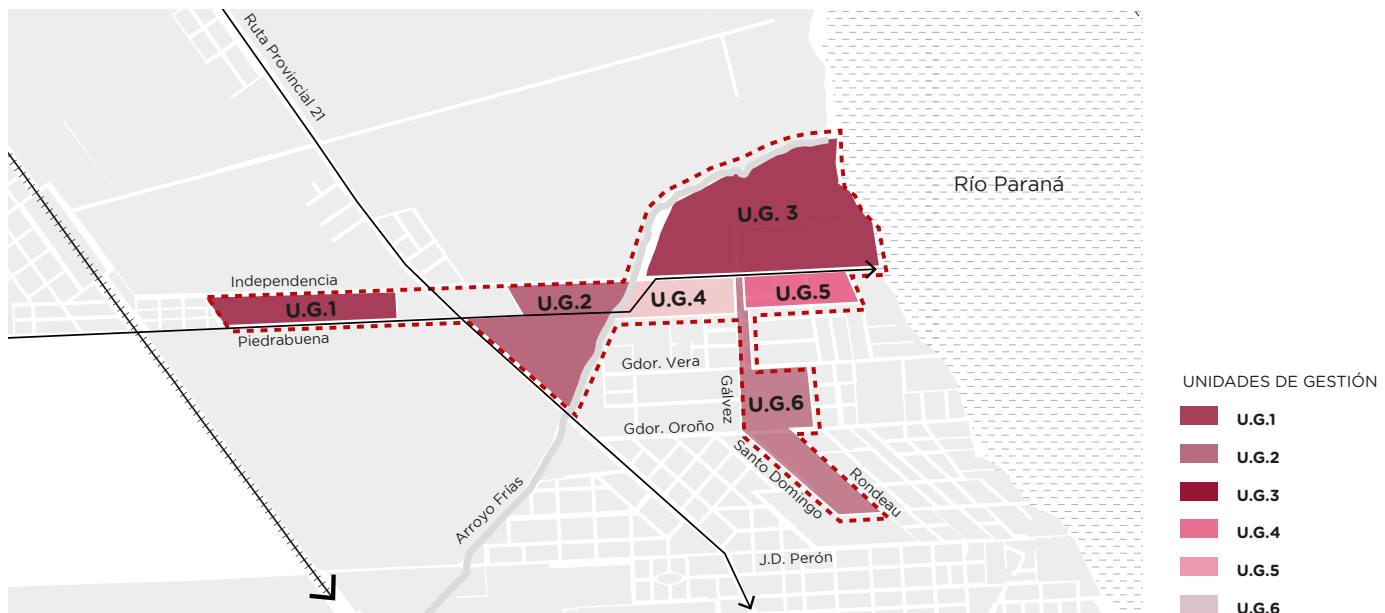 Ruta Provincial 21
Río Paraná
U.G. 3
Independencia
U.G.1
U.G.2
U.G.4
U.G.5
Piedrabuena
Gdor. Vera
Gálvez
U.G.6
Gdor. Oroño
Santo Domingo
Rondeau
Arroyo Frías
J.D. Perón
UNIDADES DE GESTIÓN
U.G.1
U.G.2
U.G.3
U.G.4
U.G.5
U.G.6